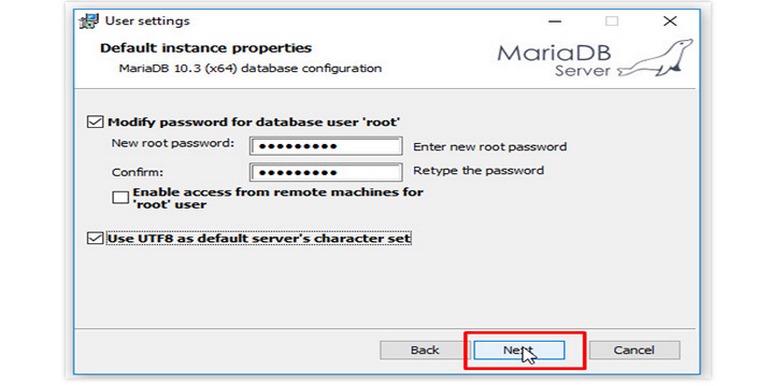 User settings
Default instance properties
MariaDB 10.3 (x64) database configuration
MariaDB
Server
Modify password for database user 'root'
New root password:
Enter new root password
Confirm:
Retype the password
Enable access from remote machines for
'root' user
Use UTF8 as default server's character set
Back
Next
Cancel